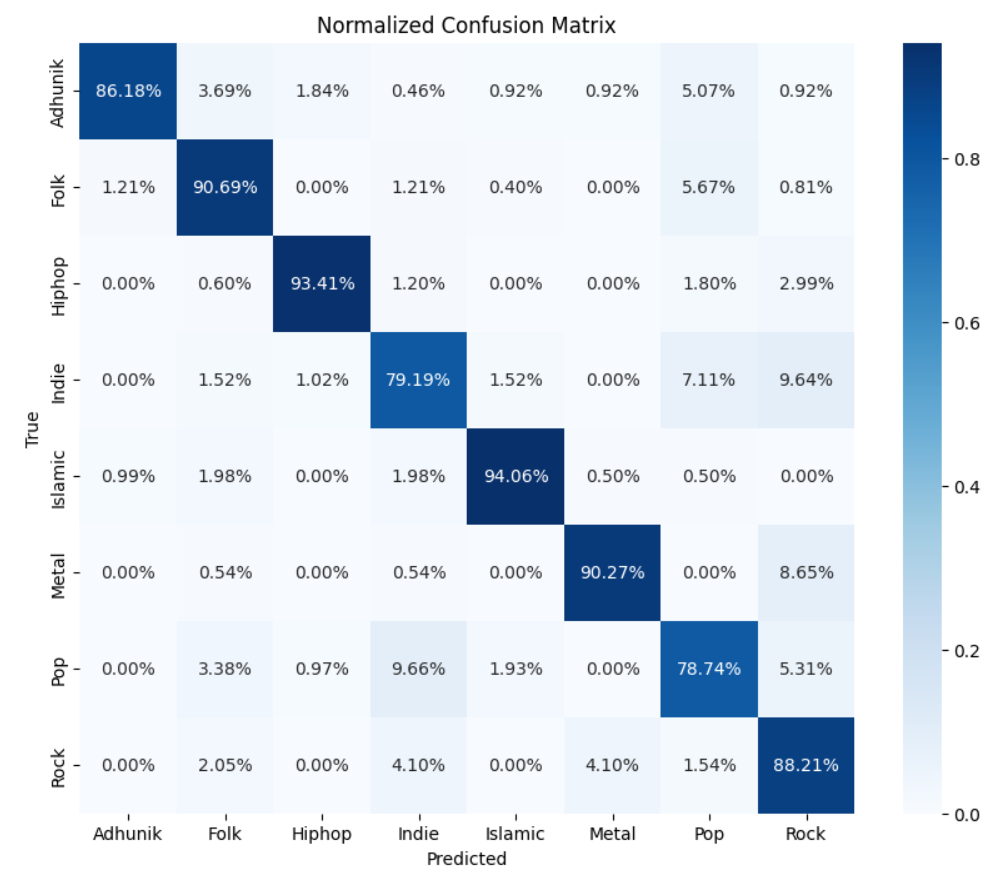 Normalized Confusion Matrix
Adhunik 86.18% 3.69% 1.84% 0.46% 0.92% 0.92% 5.07% 0.92%
Folk 1.21% 90.69% 0.00% 1.21% 0.40% 0.00% 5.67% 0.81%
Hiphop 0.00% 0.60% 93.41% 1.20% 0.00% 0.00% 1.80% 2.99%
Indie 0.00% 1.52% 1.02% 79.19% 1.52% 0.00% 7.11% 9.64%
Islamic 0.99% 1.98% 0.00% 1.98% 94.06% 0.50% 0.50% 0.00%
Metal 0.00% 0.54% 0.00% 0.54% 0.00% 90.27% 0.00% 8.65%
Pop 0.00% 3.38% 0.97% 9.66% 1.93% 0.00% 78.74% 5.31%
Rock 0.00% 2.05% 0.00% 4.10% 0.00% 4.10% 1.54% 88.21%
Adhunik Folk Hiphop Indie Islamic Metal Pop Rock
Predicted
True
0.8
0.6
0.4
0.2
0.0